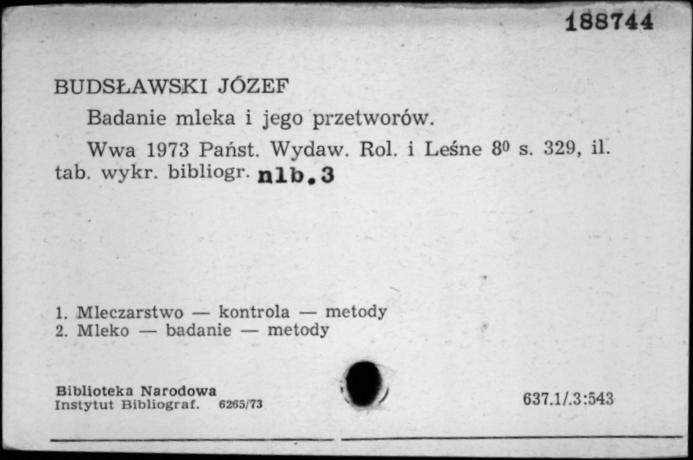 188744
BUDSŁAWSKI JÓZEF
Badanie mleka i jego przetworów.
Wwa 1973 Państ. Wydaw. Rol. i Leśne 8⁰ s. 329, il.
tab. wykr. bibliogr. nlb.3
1. Mleczarstwo — kontrola — metody
2. Mleko — badanie — metody
Biblioteka Narodowa
Instytut Bibliograf. 6265/73
637.1/.3:543